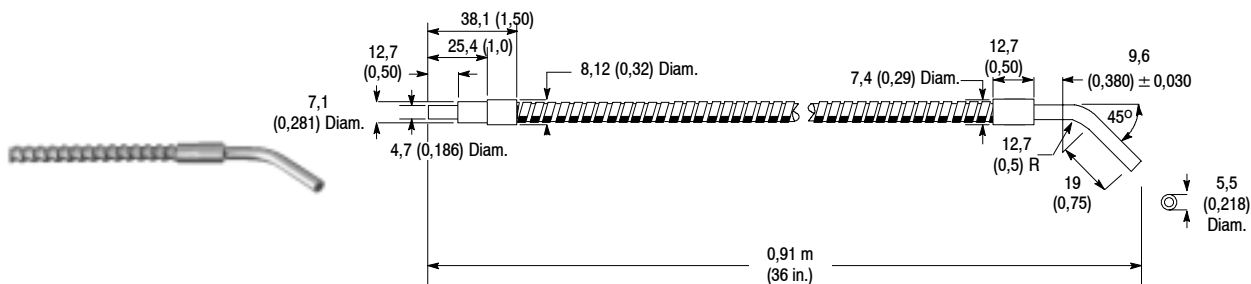 38,1 (1,50)
25,4 (1,0)
12,7
(0,50)
8,12 (0,32) Diam.
7,4 (0,29) Diam.
12,7
(0,50)
9,6
(0,380) ± 0,030
7,1
(0,281) Diam.
4,7 (0,186) Diam.
45º
12,7
(0,5) R
19
(0,75)
5,5
(0,218)
Diam.
0,91 m
(36 in.)